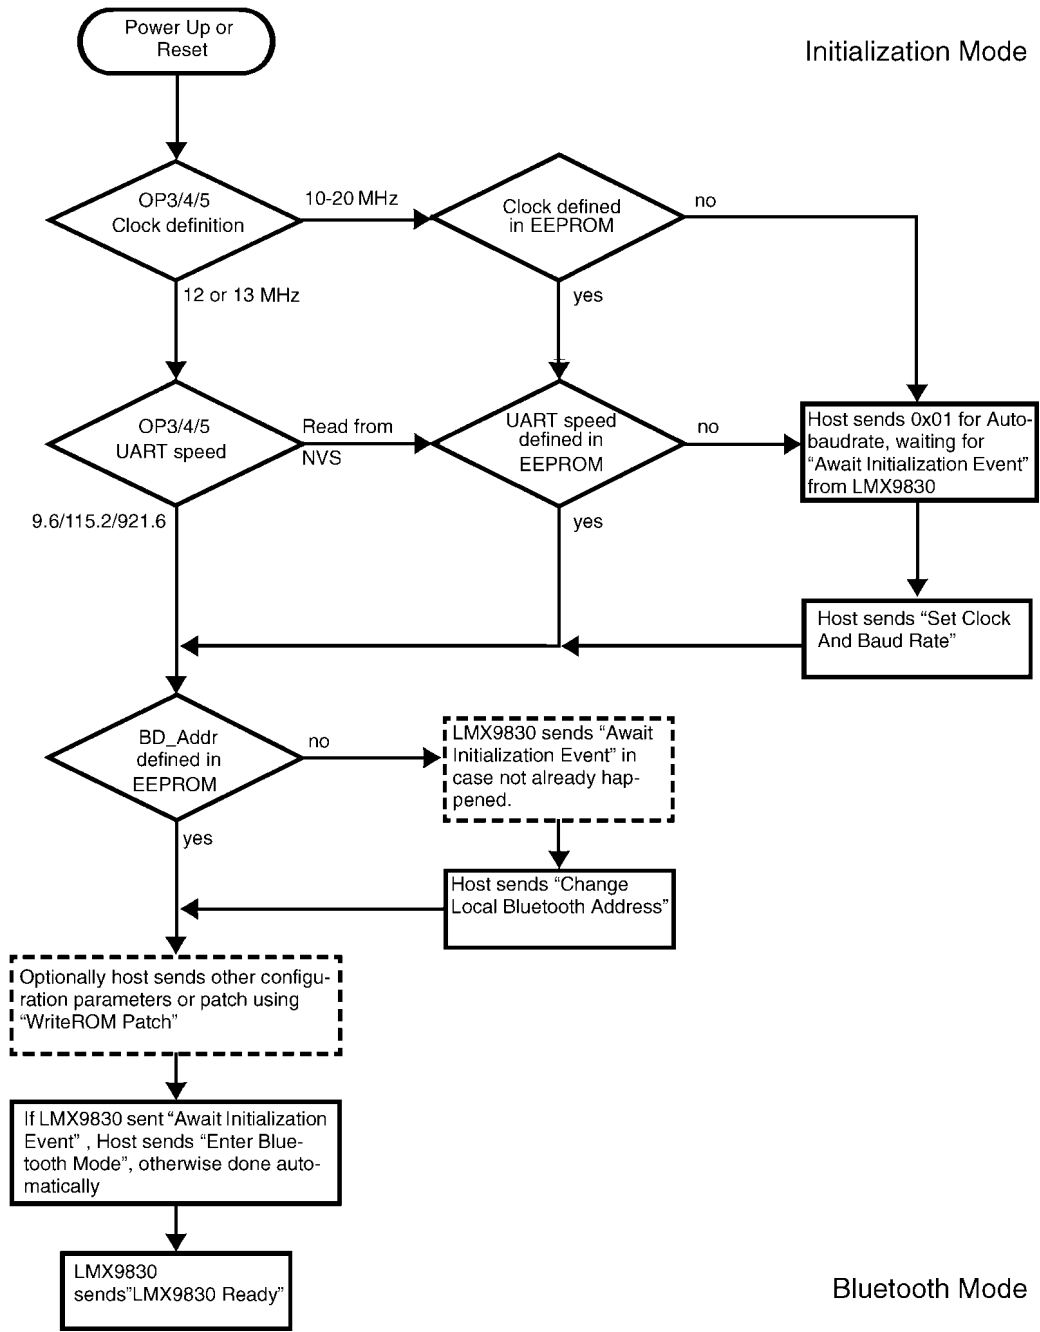 Power Up or
Reset
Initialization Mode
OP3/4/5
Clock definition
10-20 MHz
Clock defined
in EEPROM
no
12 or 13 MHz
yes
OP3/4/5
UART speed
Read from
NVS
UART speed
defined in
EEPROM
no
Host sends 0x01 for Auto-
baudrate, waiting for
“Await Initialization Event”
from LMX9830
9.6/115.2/921.6
yes
Host sends “Set Clock
And Baud Rate”
BD_Addr
defined in
EEPROM
no
LMX9830 sends “Await
Initialization Event” in
case not already hap-
pened.
yes
Host sends “Change
Local Bluetooth Address”
Optionally host sends other configu-
ration parameters or patch using
“WriteROM Patch”
If LMX9830 sent “Await Initialization
Event” , Host sends “Enter Blue-
tooth Mode”, otherwise done auto-
matically
LMX9830
sends”LMX9830 Ready”
Bluetooth Mode